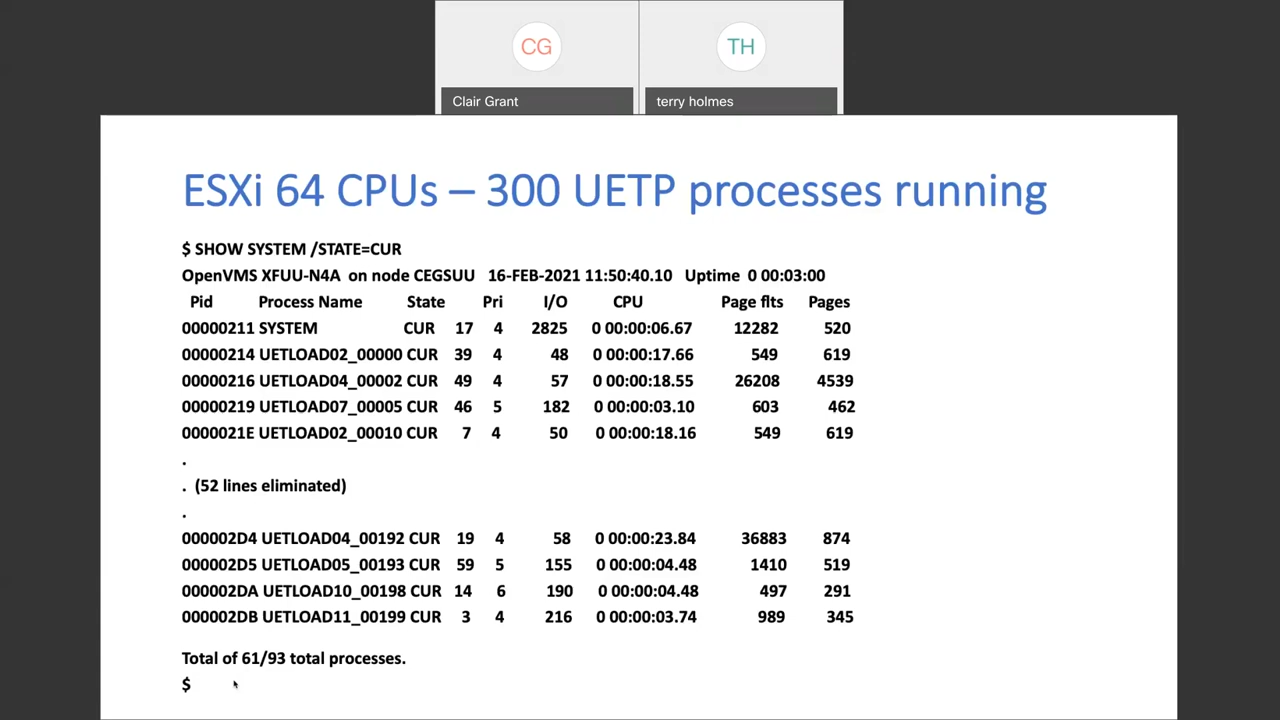 CG
TH
Clair Grant
terry holmes
ESXi 64 CPUs – 300 UETP processes running
$ SHOW SYSTEM /STATE=CUR
OpenVMS XFUU-N4A on node CEGSUU 16-FEB-2021 11:50:40.10 Uptime 0 00:03:00
Pid Process Name State Pri I/O CPU Page flts Pages
00000211 SYSTEM CUR 17 4 2825 0 00:00:06.67 12282 520
00000214 UETLOAD02_00000 CUR 39 4 48 0 00:00:17.66 549 619
00000216 UETLOAD04_00002 CUR 49 4 57 0 00:00:18.55 26208 4539
00000219 UETLOAD07_00005 CUR 46 5 182 0 00:00:03.10 603 462
0000021E UETLOAD02_00010 CUR 7 4 50 0 00:00:18.16 549 619
.
. (52 lines eliminated)
.
000002D4 UETLOAD04_00192 CUR 19 4 58 0 00:00:23.84 36883 874
000002D5 UETLOAD05_00193 CUR 59 5 155 0 00:00:04.48 1410 519
000002DA UETLOAD10_00198 CUR 14 6 190 0 00:00:04.48 497 291
000002DB UETLOAD11_00199 CUR 3 4 216 0 00:00:03.74 989 345
Total of 61/93 total processes.
$